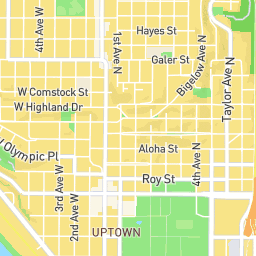 4th Ave W
1st Ave N
Hayes St
Galer St
Bigelow Ave N
Taylor Ave N
W Comstock St
W Highland Dr
Olympic Pl
Aloha St
4th Ave N
Roy St
3rd Ave W
2nd Ave W
UPTOWN